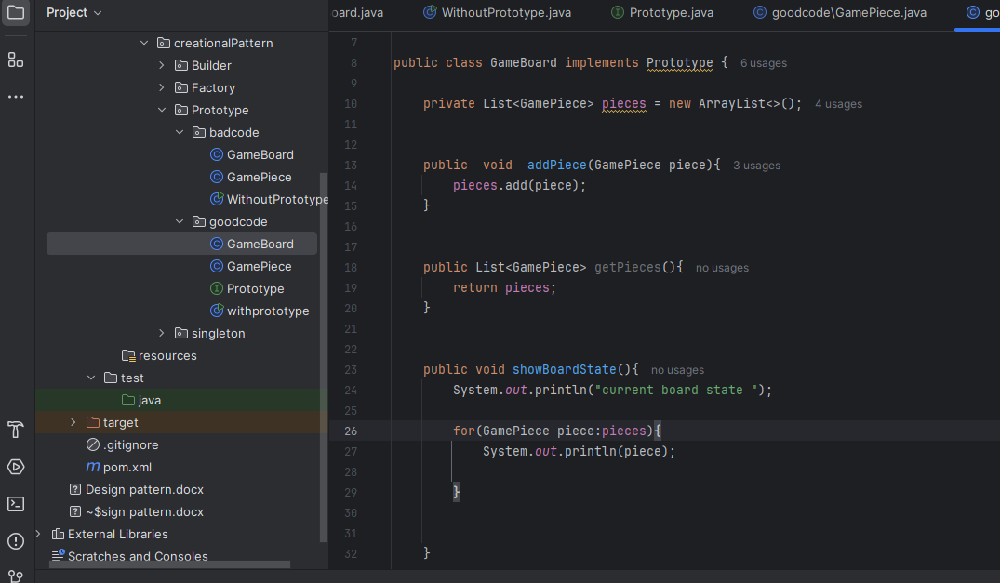 Project
oard.java WithoutPrototype.java Prototype.java goodcode\GamePiece.java go
creationalPattern
Builder
Factory
Prototype
badcode
GameBoard
GamePiece
WithoutPrototype
goodcode
GameBoard
GamePiece
Prototype
withprototype
singleton
resources
test
java
target
.gitignore
m pom.xml
Design pattern.docx
~$sign pattern.docx
External Libraries
Scratches and Consoles
7
8 public class GameBoard implements Prototype { 6 usages
9
10 private List<GamePiece> pieces = new ArrayList<>(); 4 usages
11
12
13 public  void  addPiece(GamePiece piece){ 3 usages
14 pieces.add(piece);
15 }
16
17
18 public List<GamePiece> getPieces(){ no usages
19 return pieces;
20 }
21
22
23 public void showBoardState(){ no usages
24 System.out.println("current board state ");
25
26 for(GamePiece piece:pieces){
27 System.out.println(piece);
28
29 }
30
31
32 }